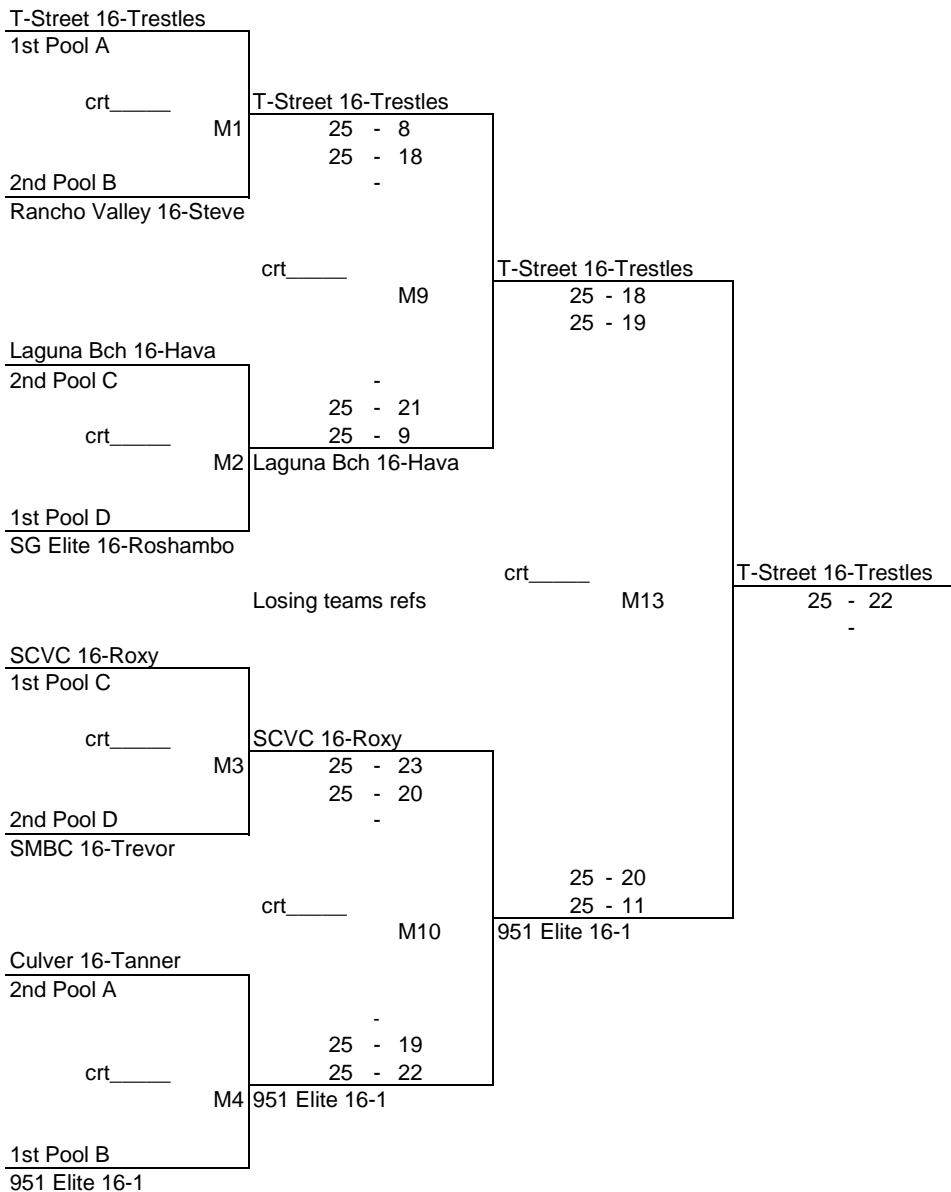 T-Street 16-Trestles
1st Pool A
crt_____ T-Street 16-Trestles
M1 25 - 8
25 - 18
2nd Pool B -
Rancho Valley 16-Steve
crt_____ T-Street 16-Trestles
M9 25 - 18
25 - 19
Laguna Bch 16-Hava
2nd Pool C -
25 - 21
crt_____ 25 - 9
M2 Laguna Bch 16-Hava
1st Pool D
SG Elite 16-Roshambo
crt_____ T-Street 16-Trestles
Losing teams refs M13 25 - 22
-
SCVC 16-Roxy
1st Pool C
crt_____ SCVC 16-Roxy
M3 25 - 23
25 - 20
2nd Pool D -
SMBC 16-Trevor
25 - 20
crt_____ 25 - 11
M10 951 Elite 16-1
Culver 16-Tanner
2nd Pool A
-
25 - 19
crt_____ 25 - 22
M4 951 Elite 16-1
1st Pool B
951 Elite 16-1